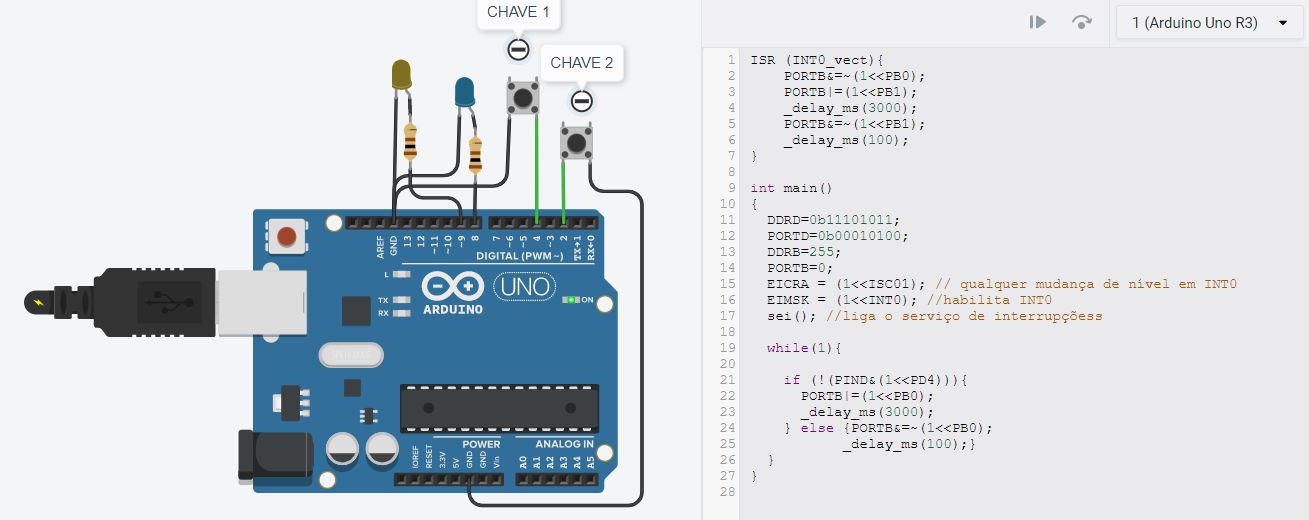 CHAVE 1
CHAVE 2
AREF
GND
13
12
~11
~10
~9
8
7
~6
~5
4
~3
2
TX→1
RX←0
DIGITAL (PWM~)
L
TX
RX
UNO
ARDUINO
ON
POWER
ANALOG IN
IOREF
RESET
3.3V
5V
GND
GND
Vin
A0
A1
A2
A3
A4
A5
1 (Arduino Uno R3)
1 ISR (INT0_vect){
2     PORTB&=~(1<<PB0);
3     PORTB|=(1<<PB1);
4     _delay_ms(3000);
5     PORTB&=~(1<<PB1);
6     _delay_ms(100);
7 }
8
9 int main()
10 {
11   DDRD=0b11101011;
12   PORTD=0b00010100;
13   DDRB=255;
14   PORTB=0;
15   EICRA = (1<<ISC01); // qualquer mudança de nível em INT0
16   EIMSK = (1<<INT0); //habilita INT0
17   sei(); //liga o serviço de interrupçõess
18
19   while(1){
20
21     if (!(PIND&(1<<PD4))){
22       PORTB|=(1<<PB0);
23       _delay_ms(3000);
24     } else {PORTB&=~(1<<PB0);
25            _delay_ms(100);}
26   }
27 }
28